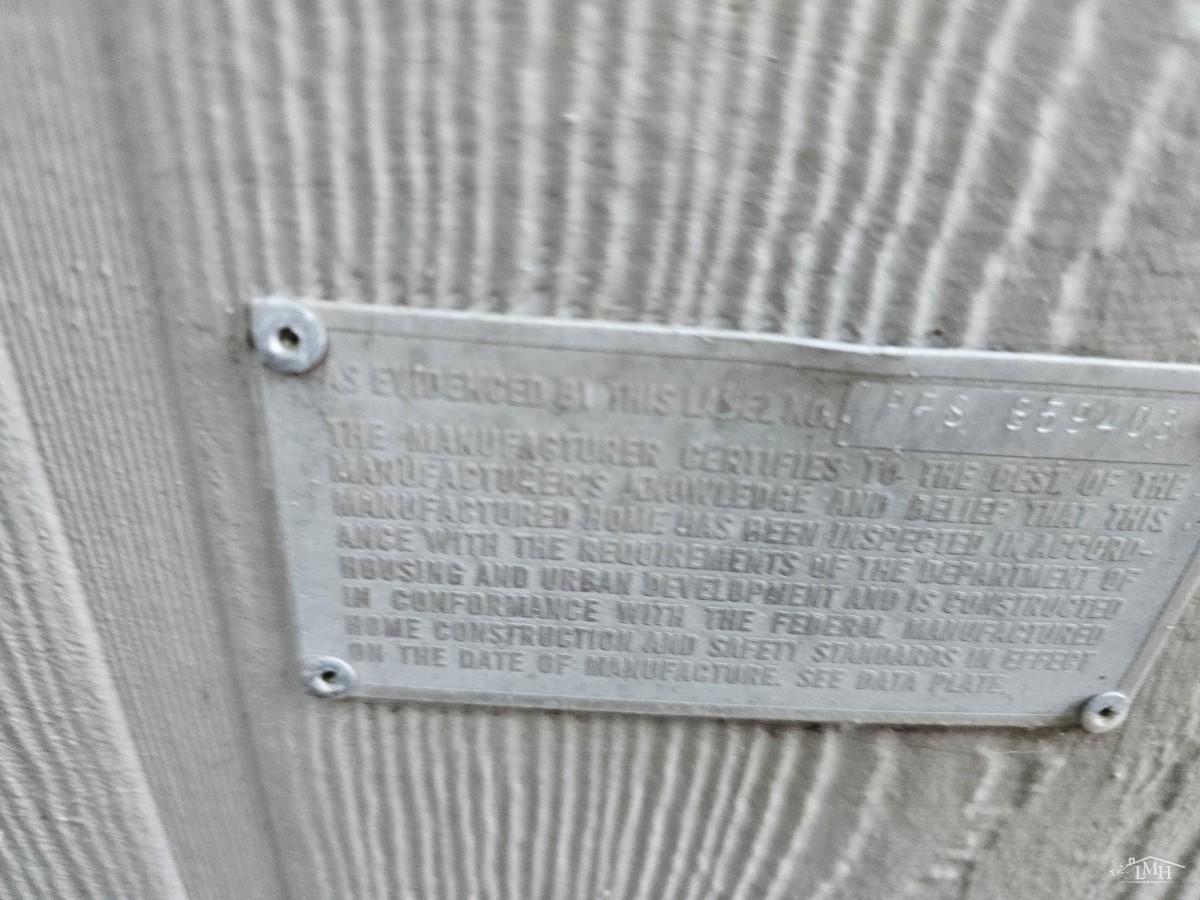 AS EVIDENCED BY THIS LABEL NO. PFS 859403
THE MANUFACTURER CERTIFIES TO THE BEST OF THE
MANUFACTURER'S KNOWLEDGE AND BELIEF THAT THIS
MANUFACTURED HOME HAS BEEN INSPECTED IN ACCORD-
ANCE WITH THE REQUIREMENTS OF THE DEPARTMENT OF
HOUSING AND URBAN DEVELOPMENT AND IS CONSTRUCTED
IN CONFORMANCE WITH THE FEDERAL MANUFACTURED
HOME CONSTRUCTION AND SAFETY STANDARDS IN EFFECT
ON THE DATE OF MANUFACTURE. SEE DATA PLATE.
LMH